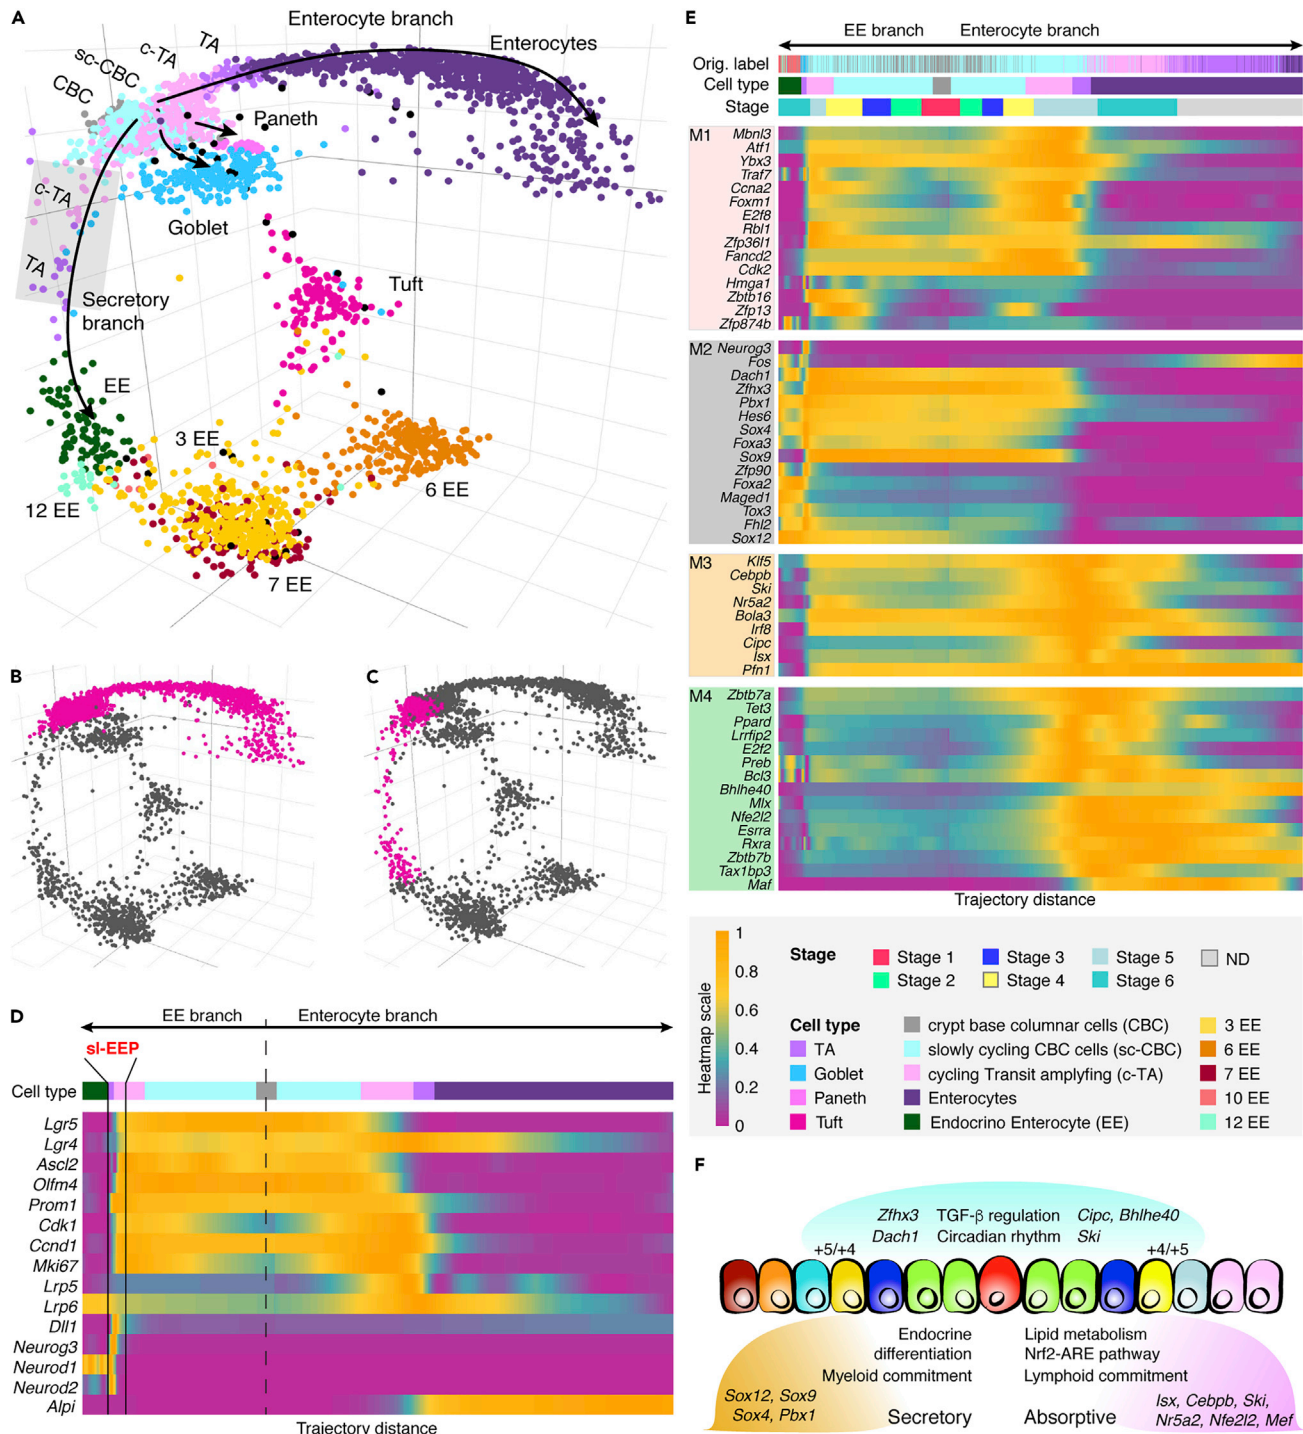 A
Enterocyte branch
TA
c-TA
sc-CBC
CBC
Enterocytes
Paneth
Goblet
c-TA
TA
Secretory
branch
Tuft
EE
3 EE
6 EE
12 EE
7 EE
B
C
D
EE branch
Enterocyte branch
sl-EEP
Cell type
Lgr5
Lgr4
Ascl2
Olfm4
Prom1
Cdk1
Ccnd1
Mki67
Lrp5
Lrp6
Dll1
Neurog3
Neurod1
Neurod2
Alpi
Trajectory distance
E
EE branch
Enterocyte branch
Orig. label
Cell type
Stage
M1
Mbnl3
Atf1
Ybx3
Traf7
Ccna2
Foxm1
E2f8
Rbl1
Zfp36l1
Fancd2
Cdk2
Hmga1
Zbtb16
Zfp13
Zfp874b
M2
Neurog3
Fos
Dach1
Zfhx3
Pbx1
Hes6
Sox4
Foxa3
Sox9
Zfp90
Foxa2
Maged1
Tox3
Fhl2
Sox12
M3
Klf5
Cebpb
Ski
Nr5a2
Bola3
Irf8
Cipc
Isx
Pfn1
M4
Zbtb7a
Tet3
Ppard
Lrrfip2
E2f2
Preb
Bcl3
Bhlhe40
Mlx
Nfe2l2
Esrra
Rxra
Zbtb7b
Tax1bp3
Maf
Trajectory distance
Heatmap scale
1
0.8
0.6
0.4
0.2
0
Stage
Stage 1
Stage 3
Stage 5
ND
Stage 2
Stage 4
Stage 6
Cell type
TA
Goblet
Paneth
Tuft
crypt base columnar cells (CBC)
slowly cycling CBC cells (sc-CBC)
cycling Transit amplyfing (c-TA)
Enterocytes
Endocrino Enterocyte (EE)
3 EE
6 EE
7 EE
10 EE
12 EE
F
Zfhx3 TGF-β regulation Cipc, Bhlhe40
Dach1 Circadian rhythm Ski
+5/+4
+4/+5
Endocrine
differentiation
Myeloid commitment
Lipid metabolism
Nrf2-ARE pathway
Lymphoid commitment
Sox12, Sox9
Sox4, Pbx1
Secretory
Absorptive
Isx, Cebpb, Ski,
Nr5a2, Nfe2l2, Mef